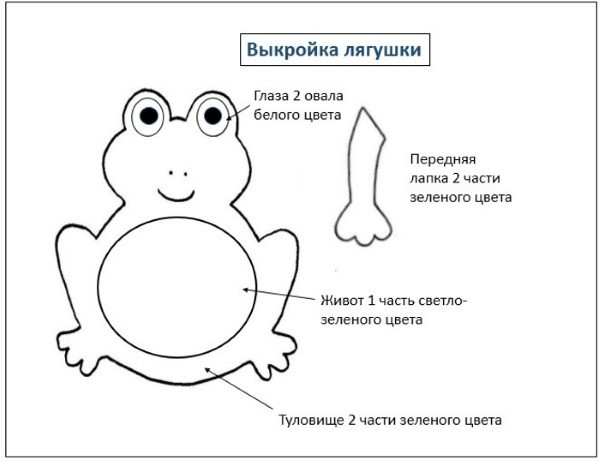 Выкройка лягушки
Глаза 2 овала
белого цвета
Передняя
лапка 2 части
зеленого цвета
Живот 1 часть светло-
зеленого цвета
Туловище 2 части зеленого цвета